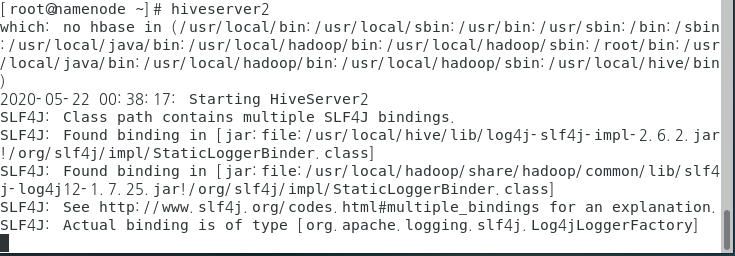 [root@namenode ~]# hiveserver2
which: no hbase in (/usr/local/bin:/usr/local/sbin:/usr/bin:/usr/sbin:/bin:/sbin
:/usr/local/java/bin:/usr/local/hadoop/bin:/usr/local/hadoop/sbin:/root/bin:/usr
/local/java/bin:/usr/local/hadoop/bin:/usr/local/hadoop/sbin:/usr/local/hive/bin
)
2020-05-22 00:38:17: Starting HiveServer2
SLF4J: Class path contains multiple SLF4J bindings.
SLF4J: Found binding in [jar:file:/usr/local/hive/lib/log4j-slf4j-impl-2.6.2.jar
!/org/slf4j/impl/StaticLoggerBinder.class]
SLF4J: Found binding in [jar:file:/usr/local/hadoop/share/hadoop/common/lib/slf4
j-log4j12-1.7.25.jar!/org/slf4j/impl/StaticLoggerBinder.class]
SLF4J: See http://www.slf4j.org/codes.html#multiple_bindings for an explanation.
SLF4J: Actual binding is of type [org.apache.logging.slf4j.Log4jLoggerFactory]